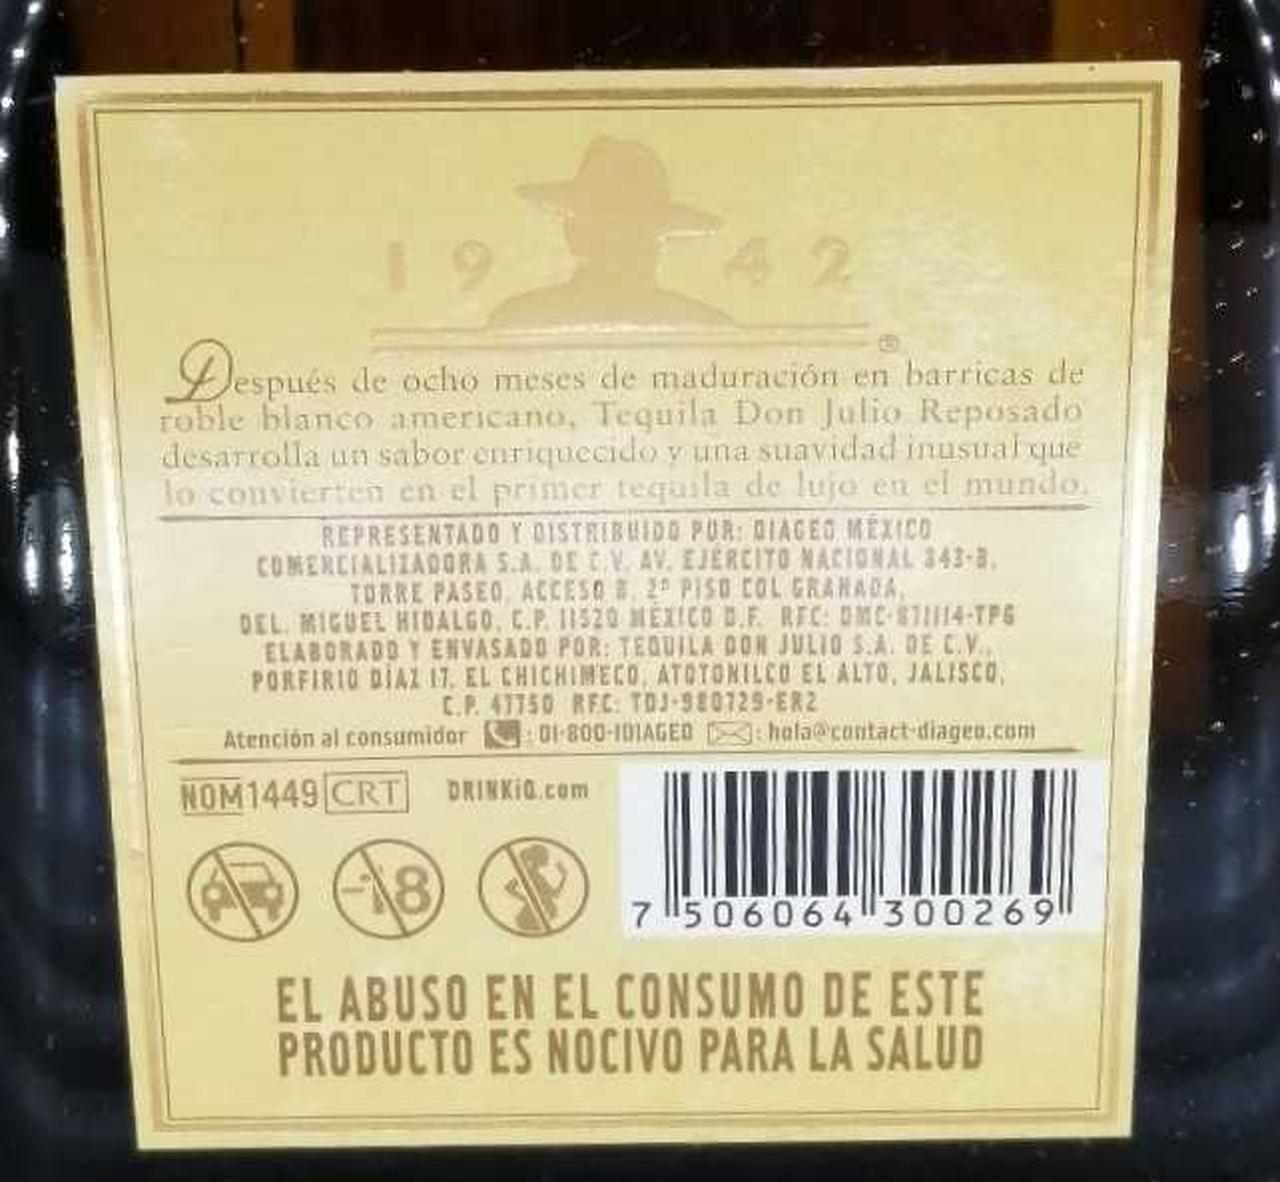 1942
®
Después de ocho meses de maduración en barricas de
roble blanco americano, Tequila Don Julio Reposado
desarrolla un sabor enriquecido y una suavidad inusual que
lo convierten en el primer tequila de lujo en el mundo.
REPRESENTADO Y DISTRIBUIDO POR: DIAGEO MÉXICO
COMERCIALIZADORA S.A. DE C.V. AV. EJÉRCITO NACIONAL 843-B,
TORRE PASEO, ACCESO B, 2º PISO COL GRANADA,
DEL. MIGUEL HIDALGO, C.P. 11520 MÉXICO D.F. RFC: DMC-871114-TP6
ELABORADO Y ENVASADO POR: TEQUILA DON JULIO S.A. DE C.V.,
PORFIRIO DÍAZ 17, EL CHICHIMECO, ATOTONILCO EL ALTO, JALISCO,
C.P. 47750 RFC: TDJ-980729-ER2
Atención al consumidor : 01-800-1DIAGEO : hola@contact-diageo.com
NOM1449 CRT DRINKiQ.com
-18
7 506064 300269
EL ABUSO EN EL CONSUMO DE ESTE
PRODUCTO ES NOCIVO PARA LA SALUD